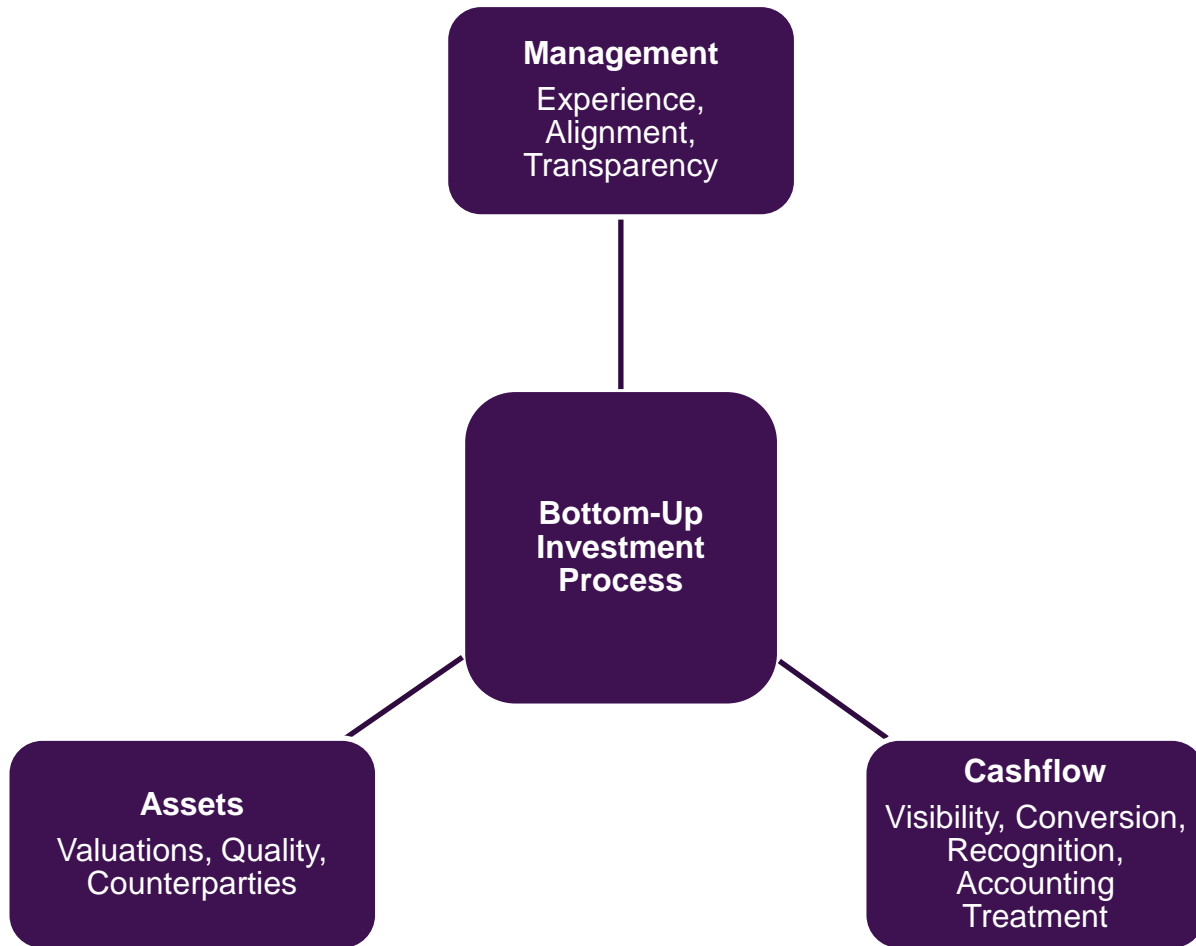 Management
Experience,
Alignment,
Transparency
Bottom-Up
Investment
Process
Assets
Valuations, Quality,
Counterparties
Cashflow
Visibility, Conversion,
Recognition,
Accounting
Treatment